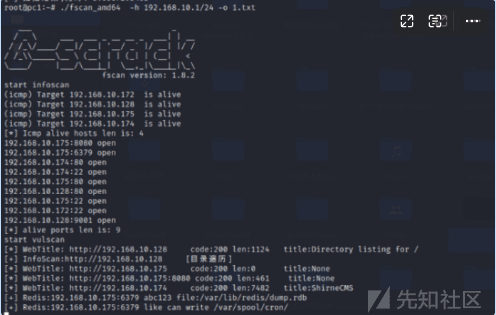 root@pc1:~# ./fscan_amd64 -h 192.168.10.1/24 -o 1.txt
fscan version: 1.8.2
start infoscan
(icmp) Target 192.168.10.172  is alive
(icmp) Target 192.168.10.128  is alive
(icmp) Target 192.168.10.175  is alive
(icmp) Target 192.168.10.174  is alive
[*] Icmp alive hosts len is: 4
192.168.10.175:8080 open
192.168.10.175:6379 open
192.168.10.174:80 open
192.168.10.174:22 open
192.168.10.128:80 open
192.168.10.175:80 open
192.168.10.175:22 open
192.168.10.172:22 open
192.168.10.128:9001 open
[*] alive ports len is: 9
start vulscan
[*] WebTitle: http://192.168.10.128    code:200 len:1124   title:Directory listing for /
[+] InfoScan:http://192.168.10.128    [目录遍历]
[*] WebTitle: http://192.168.10.175    code:200 len:0      title:None
[*] WebTitle: http://192.168.10.175:8080 code:200 len:461    title:None
[*] WebTitle: http://192.168.10.174    code:200 len:7482   title:ShirneCMS
[+] Redis:192.168.10.175:6379 abc123 file:/var/lib/redis/dump.rdb
[+] Redis:192.168.10.175:6379 like can write /var/spool/cron/
先知社区